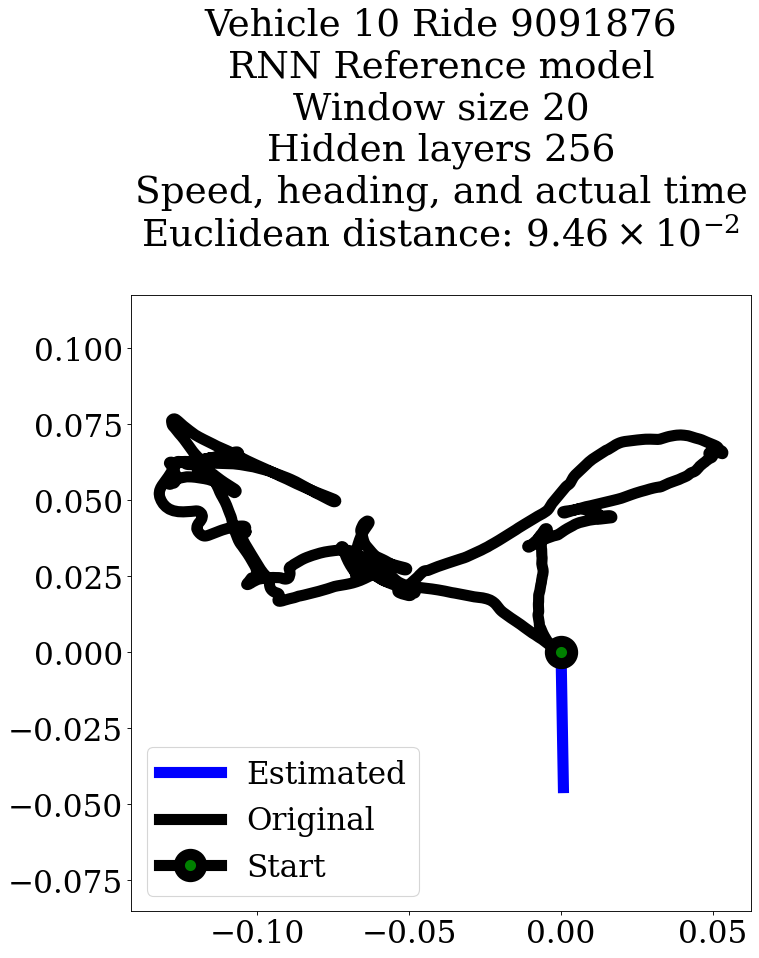 Vehicle 10 Ride 9091876
RNN Reference model
Window size 20
Hidden layers 256
Speed, heading, and actual time
Euclidean distance: 9.46 × 10⁻²
0.100
0.075
0.050
0.025
0.000
−0.025
−0.050
−0.075
Estimated
Original
Start
−0.10
−0.05
0.00
0.05